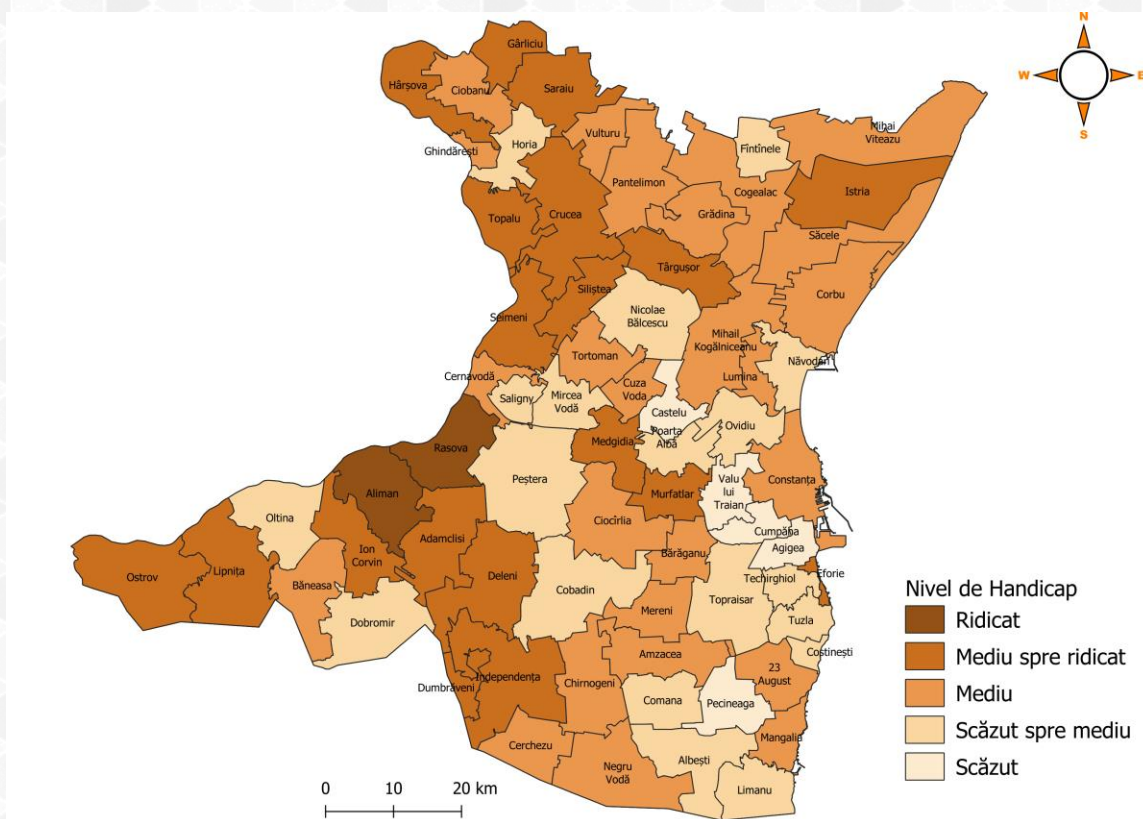 N
W
E
S
Gârliciu
Hârșova
Ciobanu
Saraiu
Ghindărești
Horia
Vulturu
Fîntînele
Mihai
Viteazu
Pantelimon
Cogealac
Istria
Topalu
Crucea
Grădina
Săcele
Târgușor
Corbu
Siliștea
Seimeni
Nicolae
Bălcescu
Mihail
Kogălniceanu
Năvodari
Tortoman
Cernavodă
Cuza
Voda
Lumina
Saligny
Mircea
Vodă
Castelu
Poarta
Albă
Ovidiu
Rasova
Medgidia
Peștera
Valu
lui
Traian
Constanța
Aliman
Murfatlar
Oltina
Ciocîrlia
Cumpăna
Agigea
Ion
Corvin
Adamclisi
Bărăganu
Ostrov
Lipnița
Băneasa
Deleni
Cobadin
Techirghiol
Eforie
Mereni
Topraisar
Tuzla
Dobromir
Costinești
Amzacea
23
August
Dumbrăveni
Independența
Chirnogeni
Comana
Pecineaga
Mangalia
Cerchezu
Negru
Vodă
Albești
Limanu
0 10 20 km
Nivel de Handicap
Ridicat
Mediu spre ridicat
Mediu
Scăzut spre mediu
Scăzut